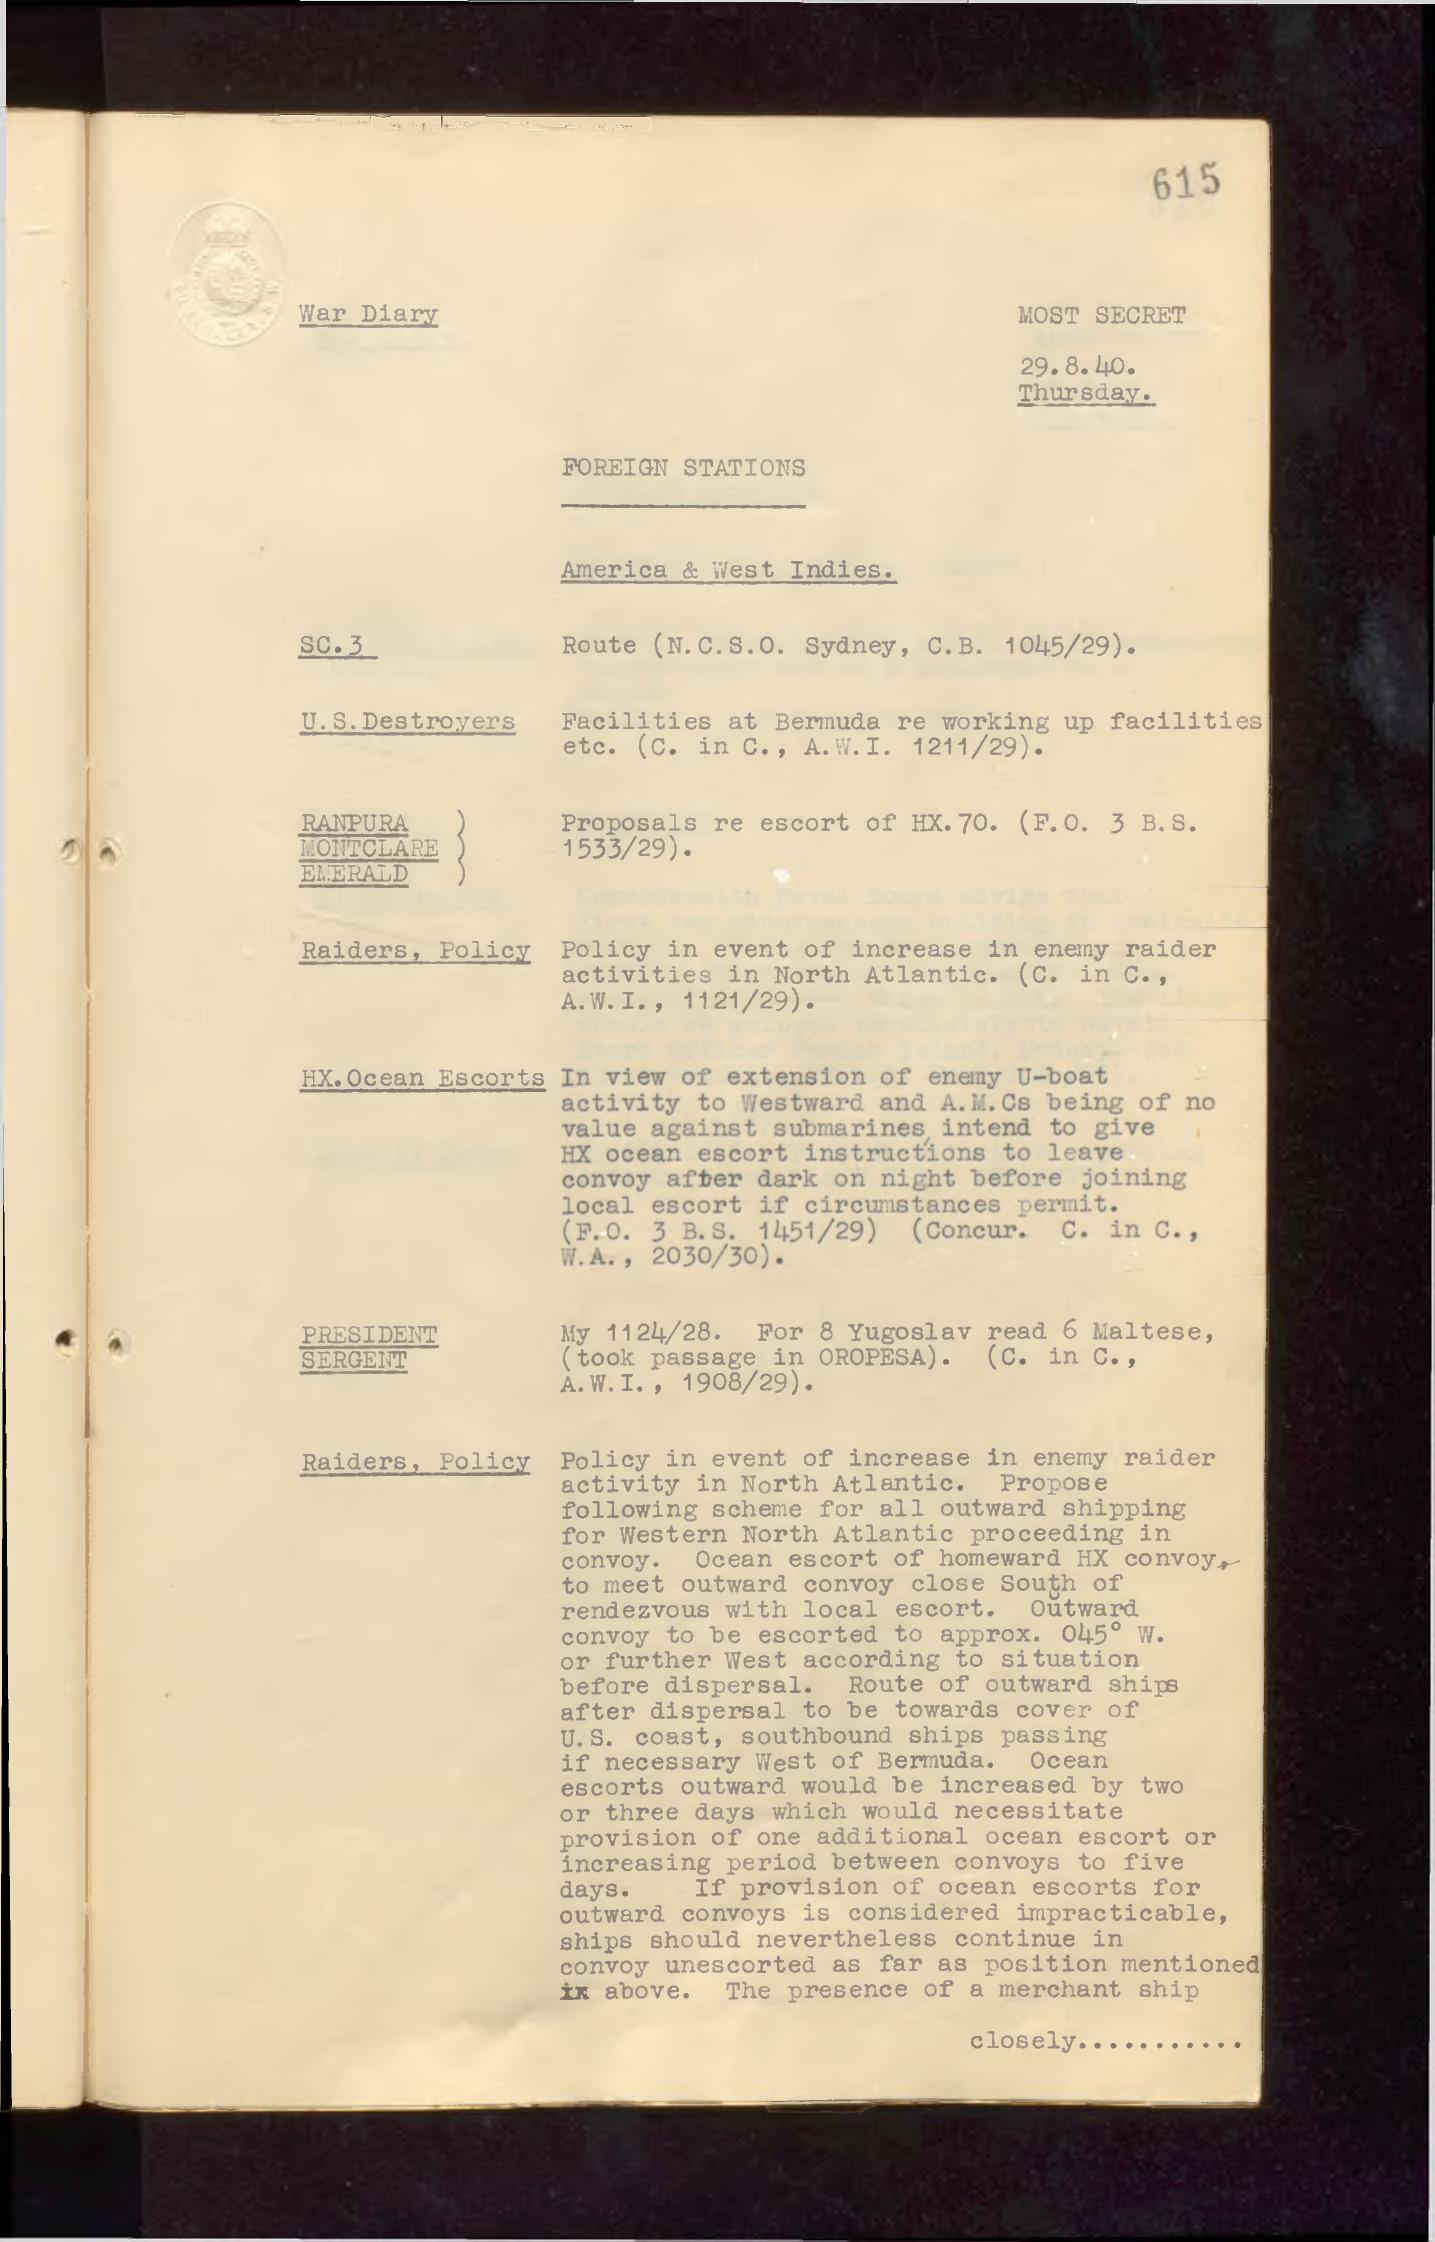 615
War Diary MOST SECRET
29.8.40.
Thursday.
FOREIGN STATIONS
America & West Indies.
SC.3 Route (N.C.S.O. Sydney, C.B. 1045/29).
U.S.Destroyers Facilities at Bermuda re working up facilities
etc. (C. in C., A.W.I. 1211/29).
RANPURA ) Proposals re escort of HX.70. (F.O. 3 B.S.
MONTCLARE ) 1533/29).
EMERALD )
Raiders, Policy Policy in event of increase in enemy raider
activities in North Atlantic. (C. in C.,
A.W.I., 1121/29).
HX.Ocean Escorts In view of extension of enemy U-boat
activity to Westward and A.M.Cs being of no
value against submarines, intend to give
HX ocean escort instructions to leave
convoy after dark on night before joining
local escort if circumstances permit.
(F.O. 3 B.S. 1451/29) (Concur. C. in C.,
W.A., 2030/30).
PRESIDENT My 1124/28. For 8 Yugoslav read 6 Maltese,
SERGENT (took passage in OROPESA). (C. in C.,
A.W.I., 1908/29).
Raiders, Policy Policy in event of increase in enemy raider
activity in North Atlantic. Propose
following scheme for all outward shipping
for Western North Atlantic proceeding in
convoy. Ocean escort of homeward HX convoy,
to meet outward convoy close South of
rendezvous with local escort. Outward
convoy to be escorted to approx. 045° W.
or further West according to situation
before dispersal. Route of outward ships
after dispersal to be towards cover of
U.S. coast, southbound ships passing
if necessary West of Bermuda. Ocean
escorts outward would be increased by two
or three days which would necessitate
provision of one additional ocean escort or
increasing period between convoys to five
days. If provision of ocean escorts for
outward convoys is considered impracticable,
ships should nevertheless continue in
convoy unescorted as far as position mentioned
above. The presence of a merchant ship
closely...........